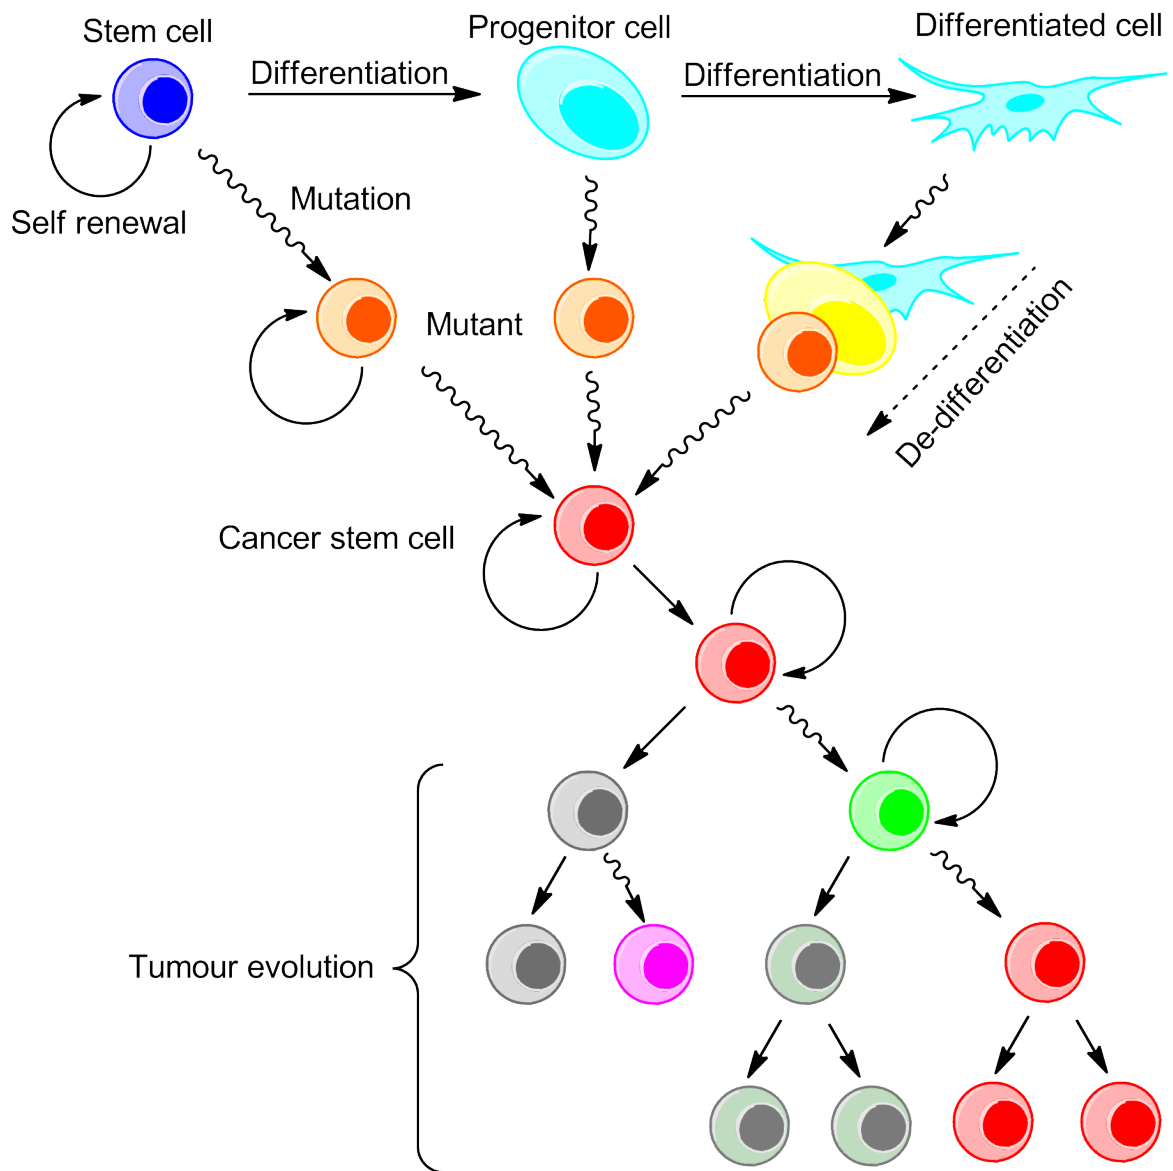 Stem cell
Progenitor cell
Differentiated cell
Differentiation
Differentiation
Self renewal
Mutation
Mutant
De-differentiation
Cancer stem cell
Tumour evolution